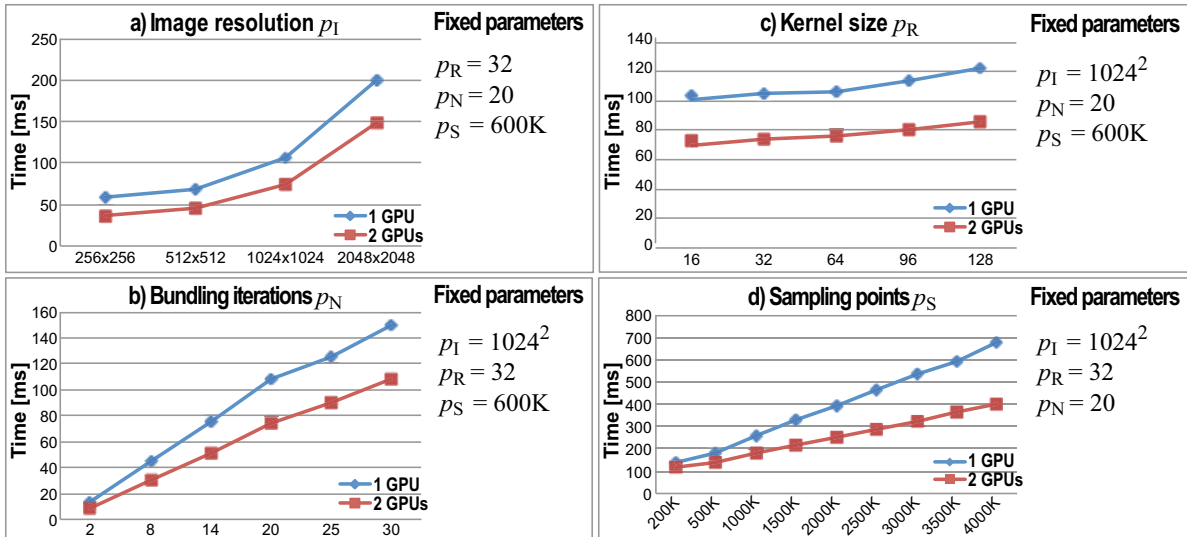 a) Image resolution pI
Fixed parameters
Time [ms]
250
200
150
100
50
0
256x256 512x512 1024x1024 2048x2048
1 GPU
2 GPUs
pR = 32
pN = 20
pS = 600K
c) Kernel size pR
Fixed parameters
Time [ms]
140
120
100
80
60
40
20
0
16 32 64 96 128
1 GPU
2 GPUs
pI = 1024²
pN = 20
pS = 600K
b) Bundling iterations pN
Fixed parameters
Time [ms]
160
140
120
100
80
60
40
20
0
2 8 14 20 25 30
1 GPU
2 GPUs
pI = 1024²
pR = 32
pS = 600K
d) Sampling points pS
Fixed parameters
Time [ms]
800
700
600
500
400
300
200
100
0
200K 500K 1000K 1500K 2000K 2500K 3000K 3500K 4000K
1 GPU
2 GPUs
pI = 1024²
pR = 32
pN = 20